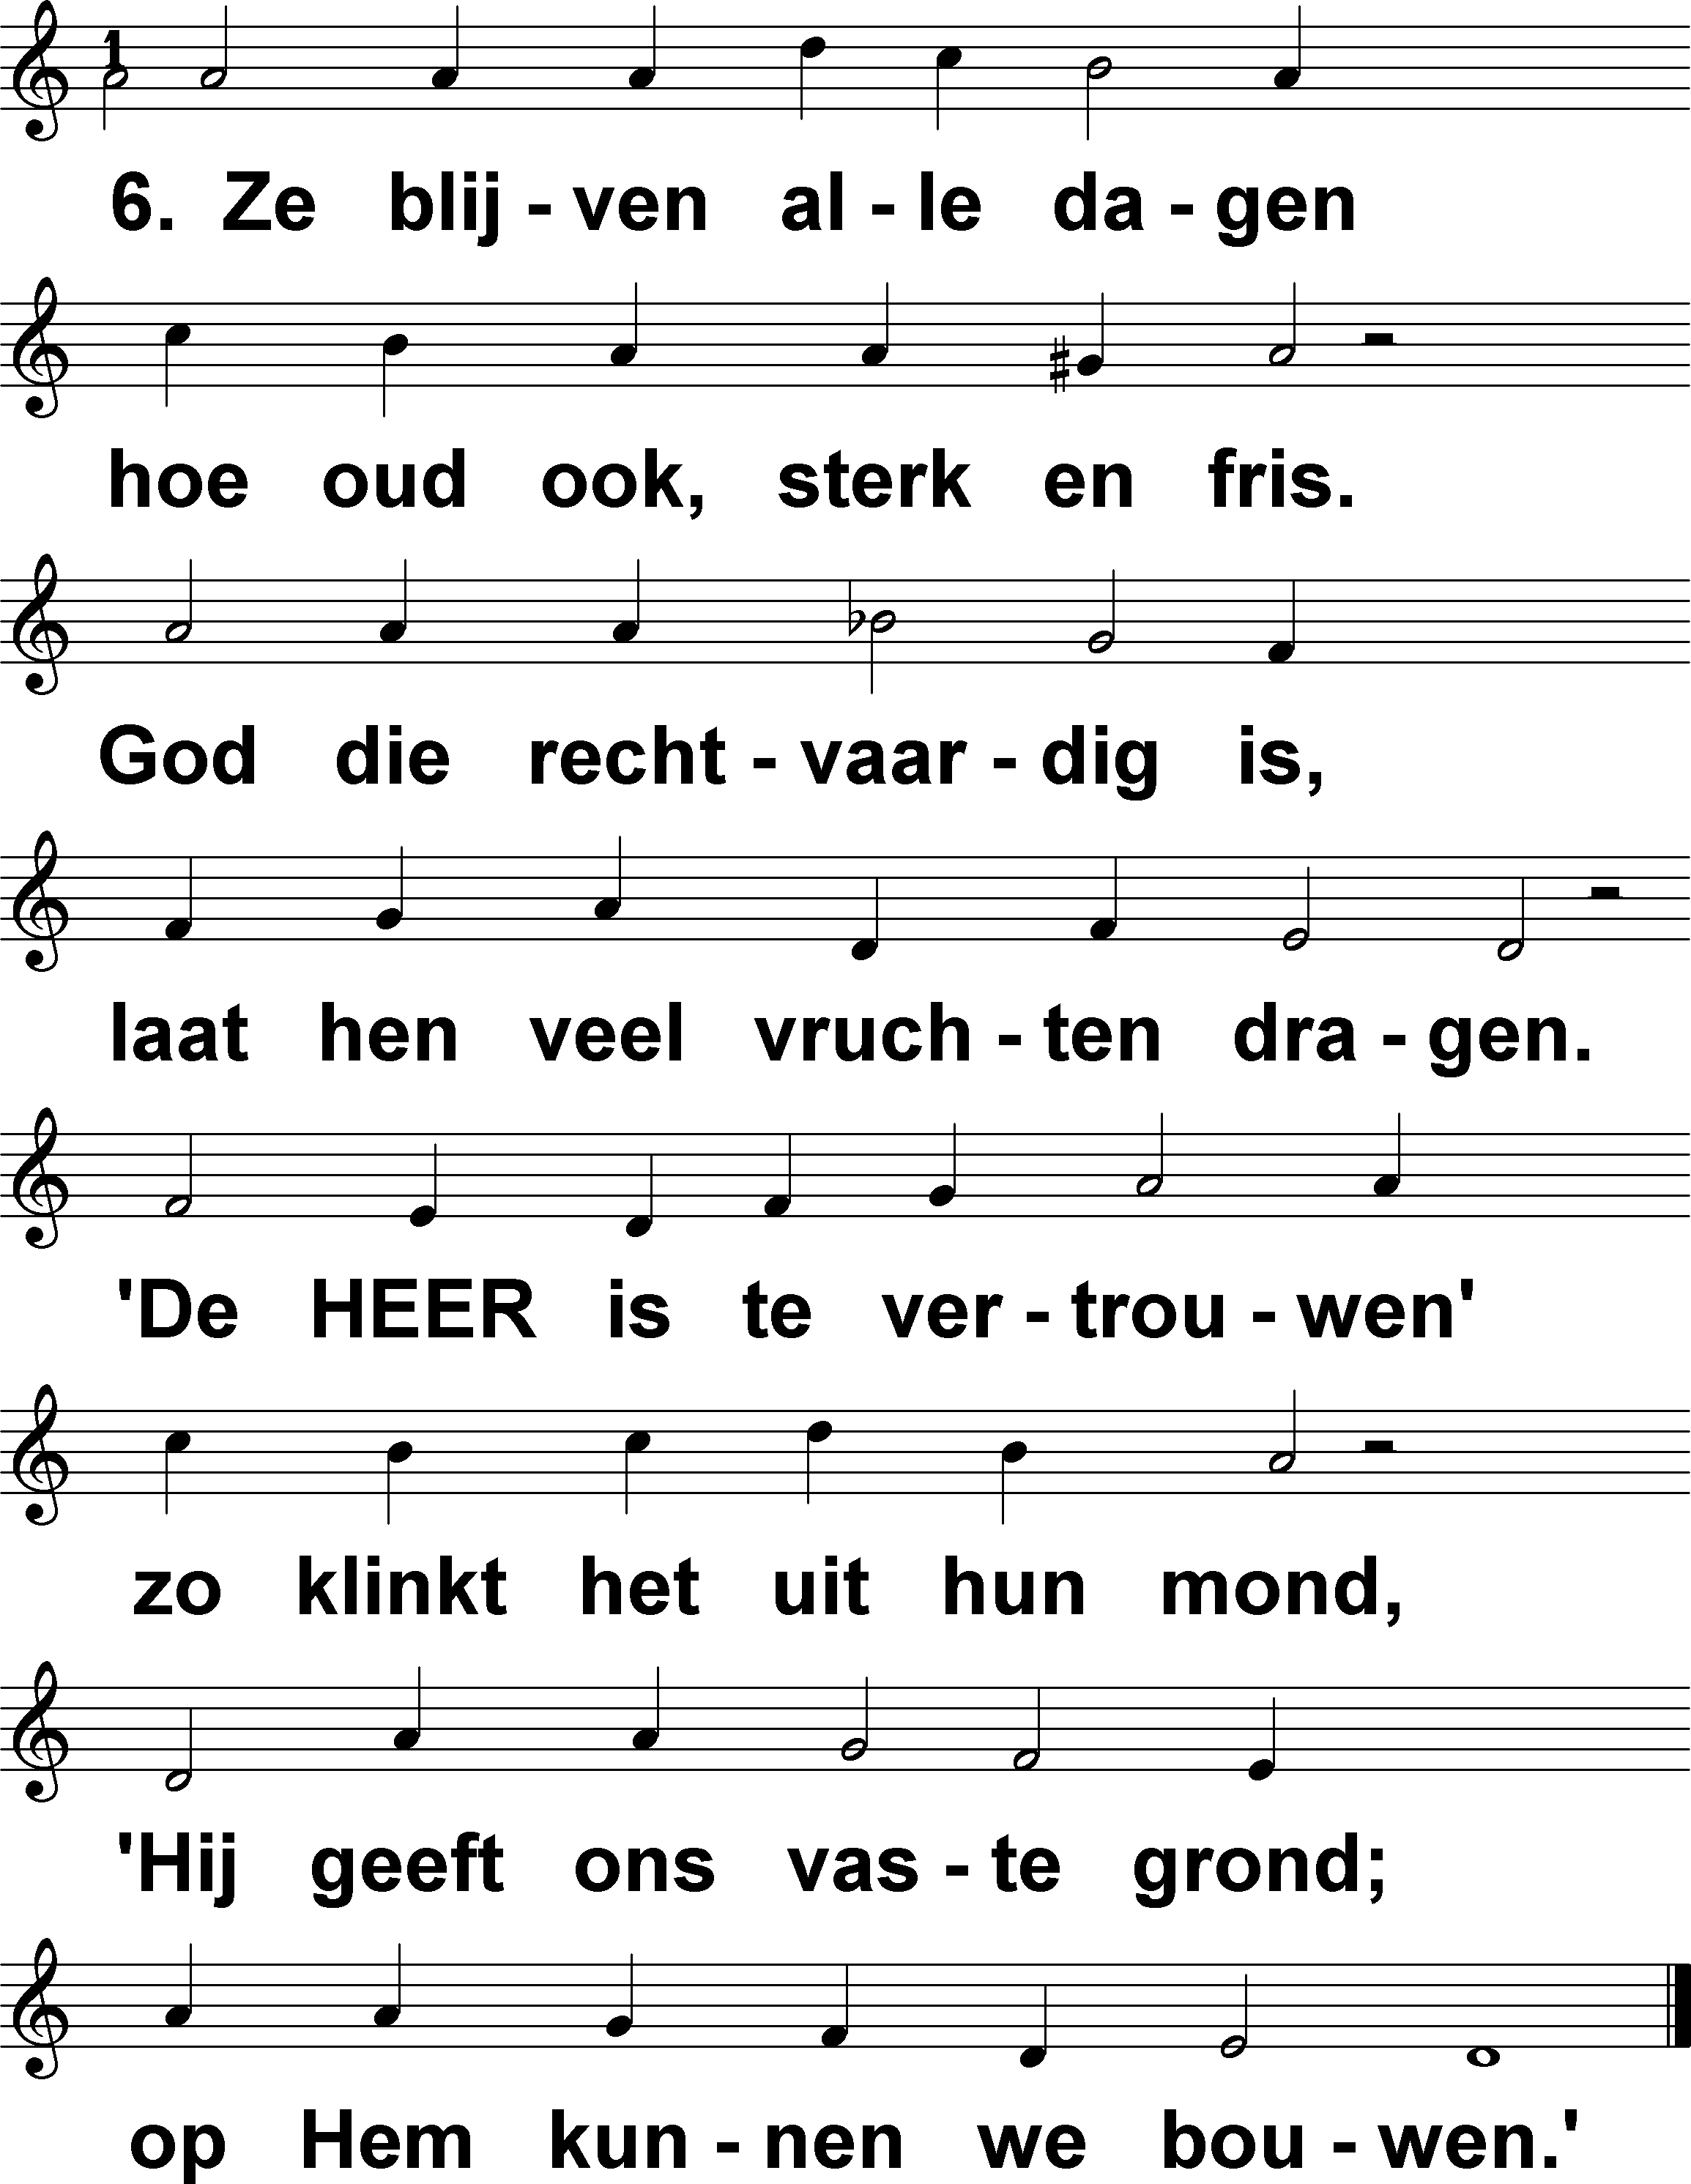 1
6. Ze blij - ven al - le da - gen
hoe oud ook, sterk en fris.
God die recht - vaar - dig is,
laat hen veel vruch - ten dra - gen.
'De HEER is te ver - trou - wen'
zo klinkt het uit hun mond,
'Hij geeft ons vas - te grond;
op Hem kun - nen we bou - wen.'